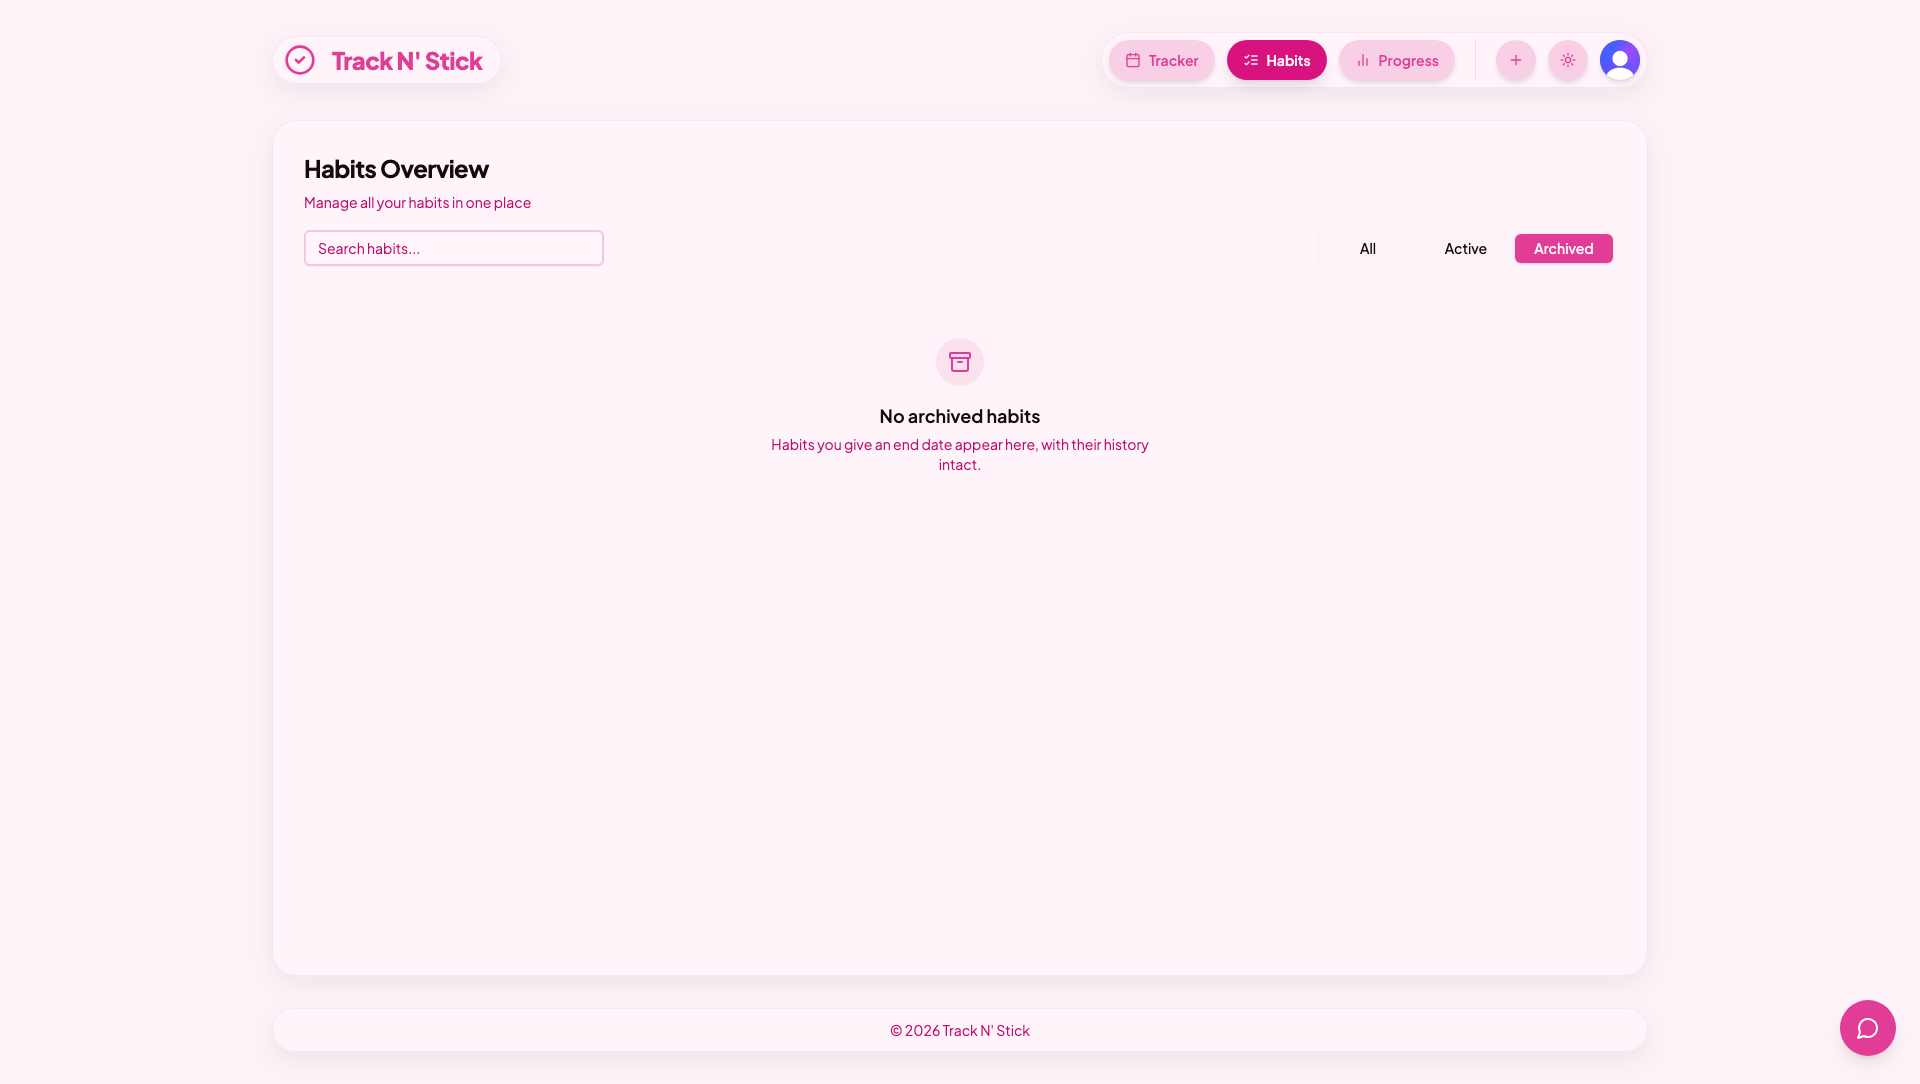 Track N' Stick
Tracker
Habits
Progress
Habits Overview
Manage all your habits in one place
Search habits...
All
Active
Archived
No archived habits
Habits you give an end date appear here, with their history
intact.
© 2026 Track N' Stick